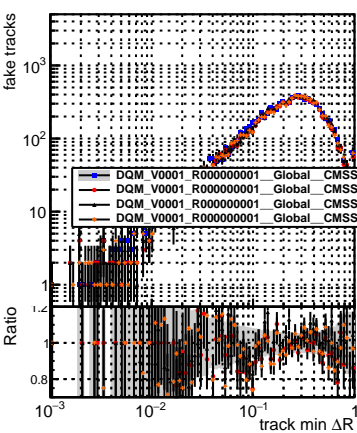 fake tracks
10³
10²
DQM_V0001_R000000001__Global__CMSS
DQM_V0001_R000000001__Global__CMSS
DQM_V0001_R000000001__Global__CMSS
DQM_V0001_R000000001__Global__CMSS
10
1
Ratio
1.2
1
0.8
10⁻³ 10⁻² 10⁻¹ 1
track min ΔR